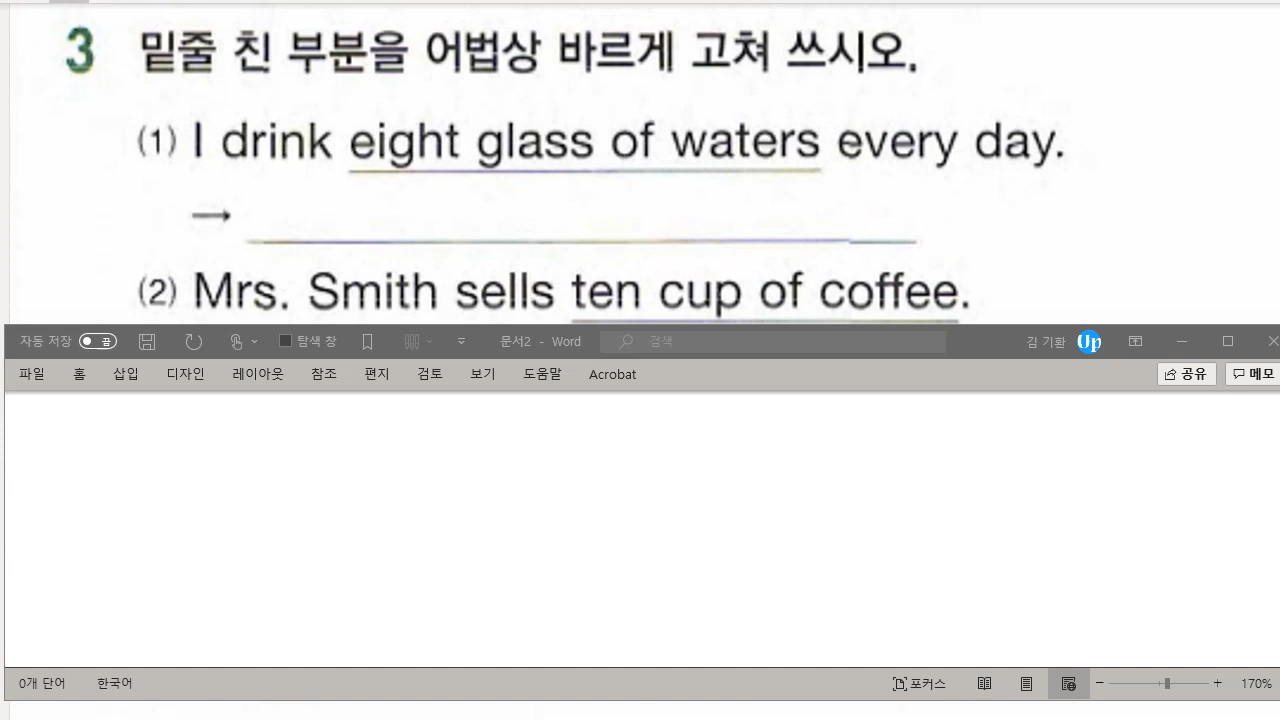 3 밑줄 친 부분을 어법상 바르게 고쳐 쓰시오.
(1) I drink eight glass of waters every day.
→
(2) Mrs. Smith sells ten cup of coffee.
자동 저장 끔 탐색 창 문서2 - Word 검색 김 기환 Up
파일 홈 삽입 디자인 레이아웃 참조 편지 검토 보기 도움말 Acrobat 공유 메모
0개 단어 한국어 포커스 170%